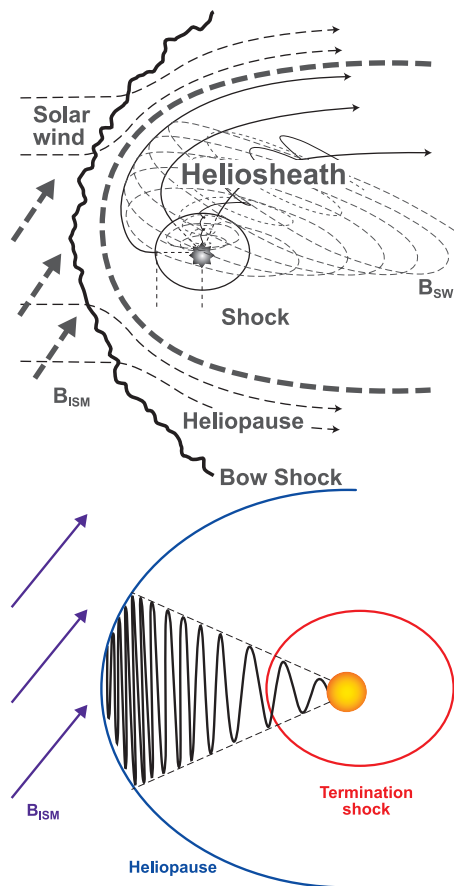 Solar
wind
Heliosheath
B_SW
Shock
B_ISM
Heliopause
Bow Shock
B_ISM
Termination
shock
Heliopause